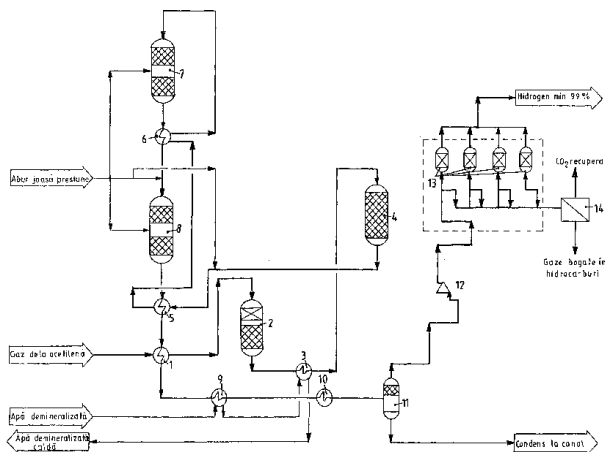 7
Hidrogen min 99%
6
CO2 recuperat
13
Abur joasă presiune
4
14
8
Gaze bogate in
hidrocarburi
12
5
2
Gaz de la acetilenă
1
3
9
10
11
Apă demineralizată
Apă demineralizată
caldă
Condens la canal